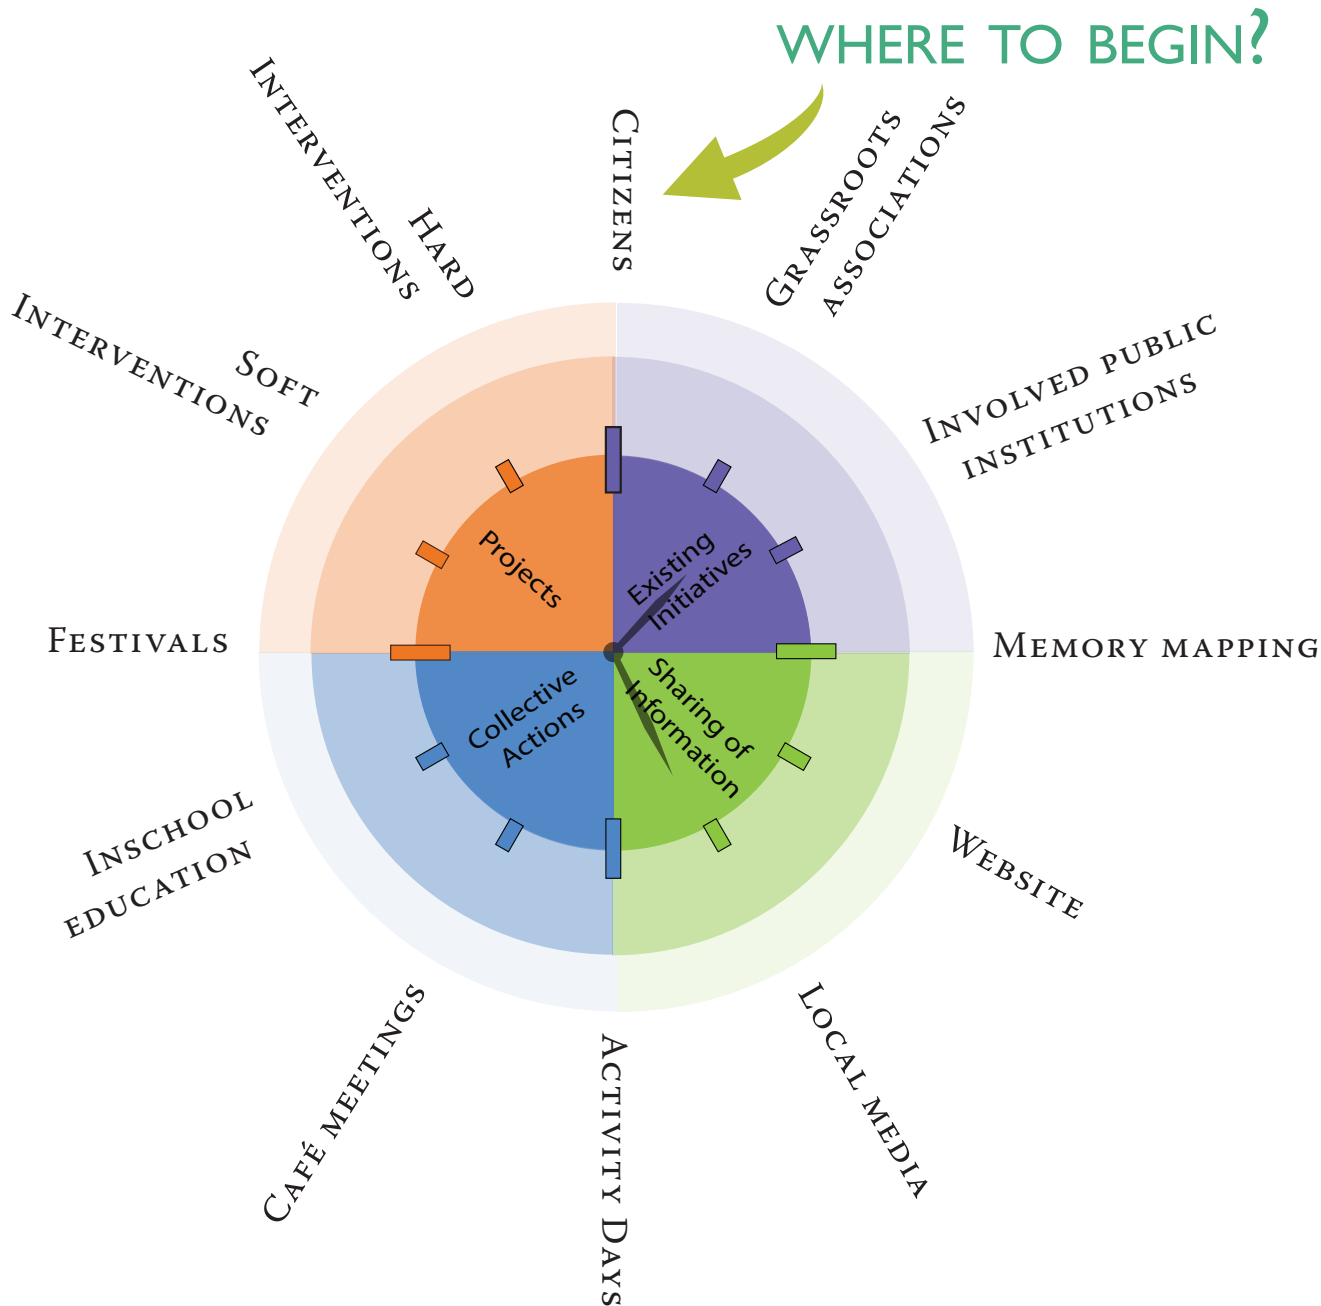 WHERE TO BEGIN?
CITIZENS
GRASSROOTS
ASSOCIATIONS
INVOLVED PUBLIC
INSTITUTIONS
MEMORY MAPPING
WEBSITE
LOCAL MEDIA
ACTIVITY DAYS
CAFÉ MEETINGS
INSCHOOL
EDUCATION
FESTIVALS
SOFT
INTERVENTIONS
HARD
INTERVENTIONS
Projects
Existing
Initiatives
Sharing of
Information
Collective
Actions